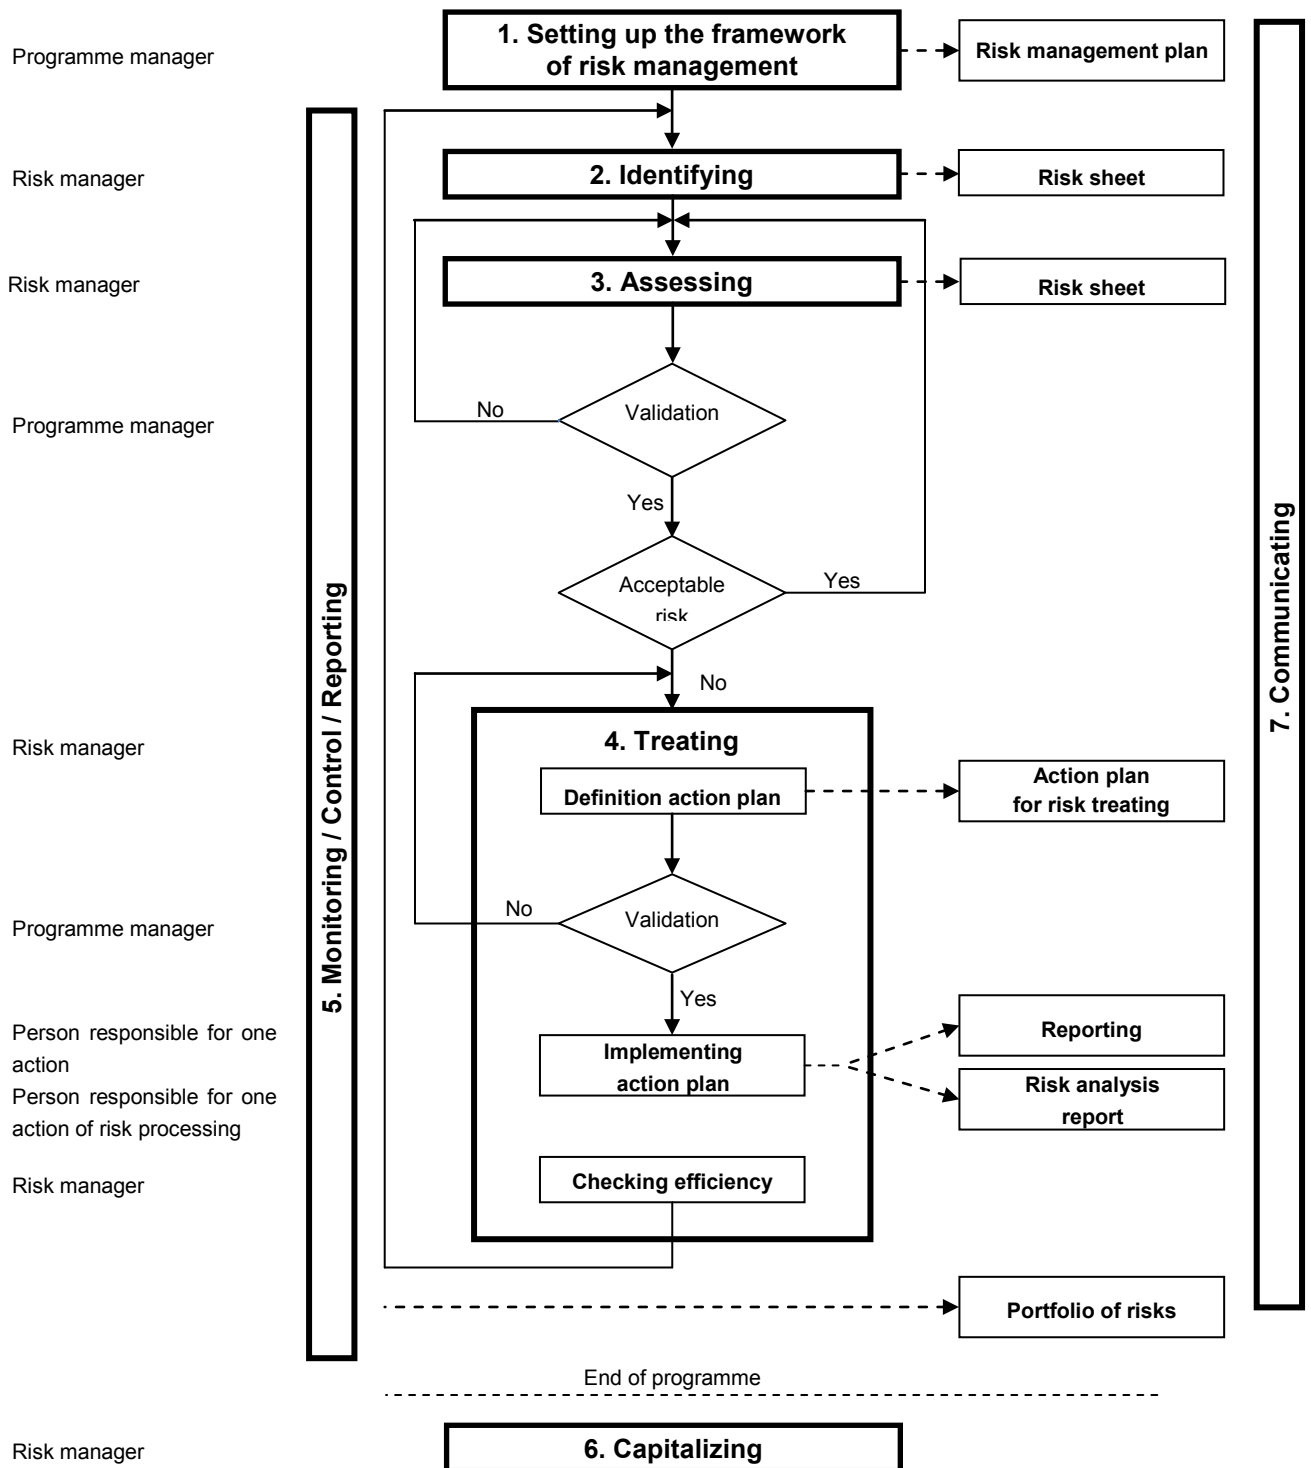 1. Setting up the framework
of risk management
Programme manager
Risk management plan
Risk manager
2. Identifying
Risk sheet
Risk manager
3. Assessing
Risk sheet
No
Validation
Programme manager
Yes
Acceptable
risk
Yes
No
5. Monitoring / Control / Reporting
7. Communicating
4. Treating
Risk manager
Definition action plan
Action plan
for risk treating
No
Validation
Programme manager
Yes
Person responsible for one
action
Person responsible for one
action of risk processing
Implementing
action plan
Reporting
Risk analysis
report
Risk manager
Checking efficiency
Portfolio of risks
End of programme
Risk manager
6. Capitalizing